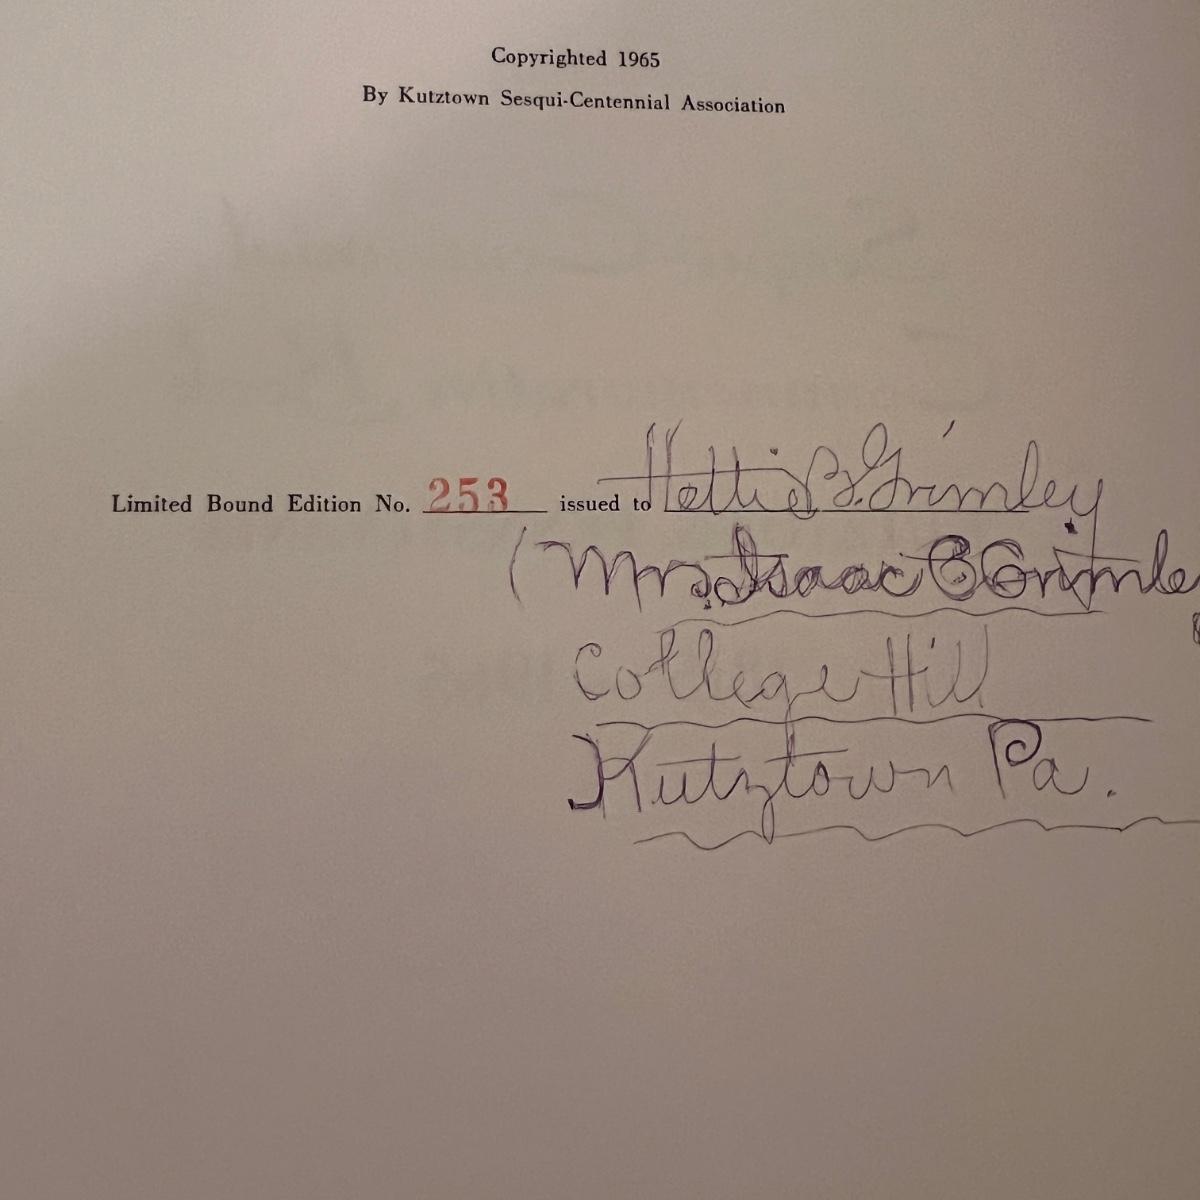 Copyrighted 1965
By Kutztown Sesqui-Centennial Association
Limited Bound Edition No. 253 issued to Hettie B. Grimley
(Mrs. Isaac C Grimle
College Hill
Kutztown Pa.